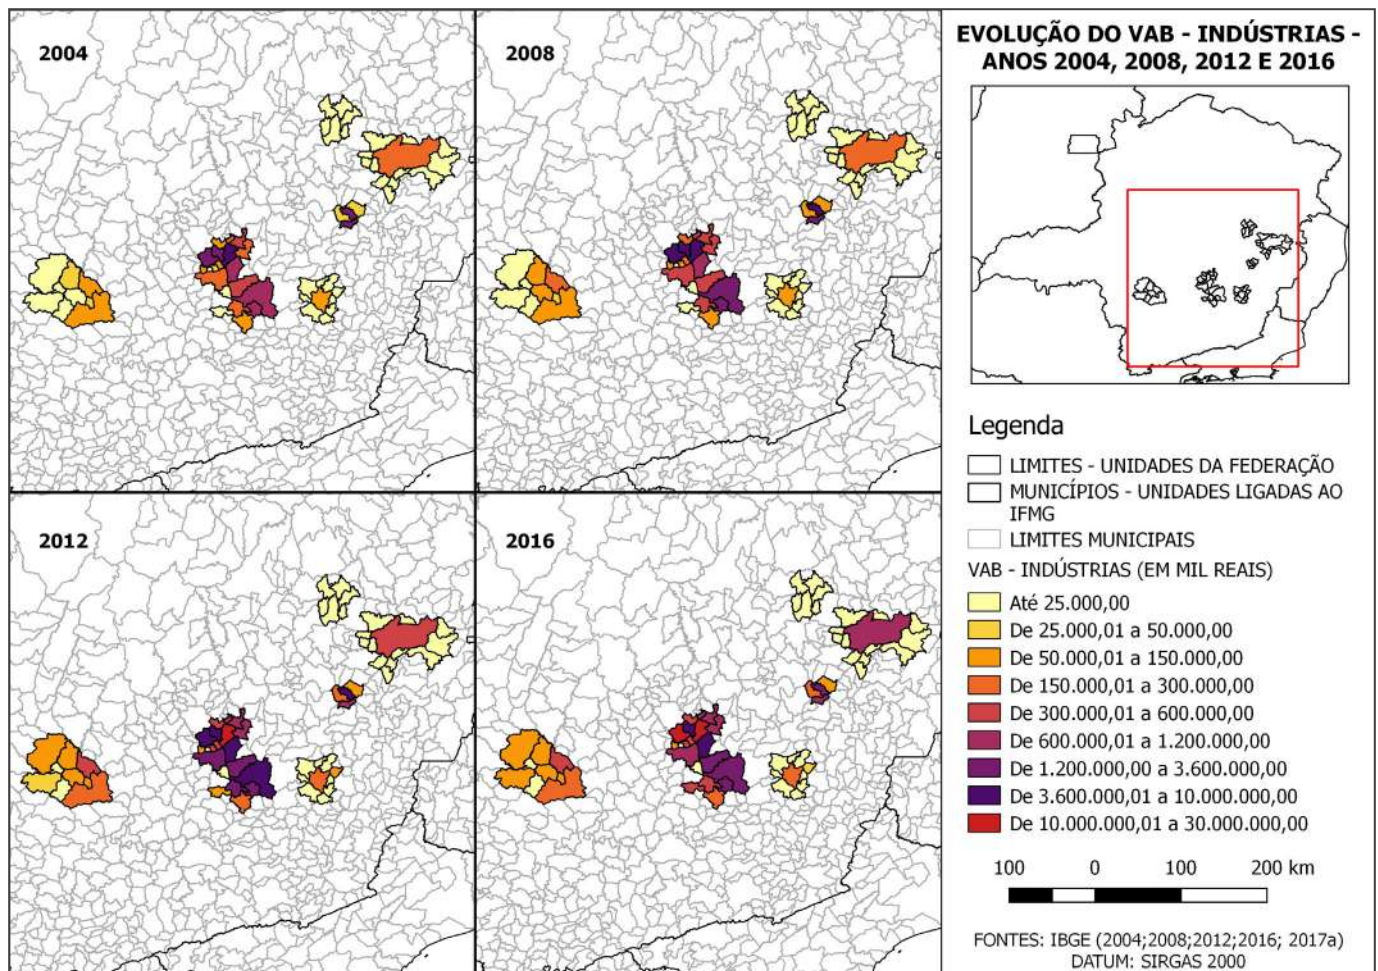 2004
2008
2012
2016
EVOLUÇÃO DO VAB - INDÚSTRIAS -
ANOS 2004, 2008, 2012 E 2016
Legenda
LIMITES - UNIDADES DA FEDERAÇÃO
MUNICÍPIOS - UNIDADES LIGADAS AO
IFMG
LIMITES MUNICIPAIS
VAB - INDÚSTRIAS (EM MIL REAIS)
Até 25.000,00
De 25.000,01 a 50.000,00
De 50.000,01 a 150.000,00
De 150.000,01 a 300.000,00
De 300.000,01 a 600.000,00
De 600.000,01 a 1.200.000,00
De 1.200.000,00 a 3.600.000,00
De 3.600.000,01 a 10.000.000,00
De 10.000.000,01 a 30.000.000,00
100 0 100 200 km
FONTES: IBGE (2004;2008;2012;2016; 2017a)
DATUM: SIRGAS 2000